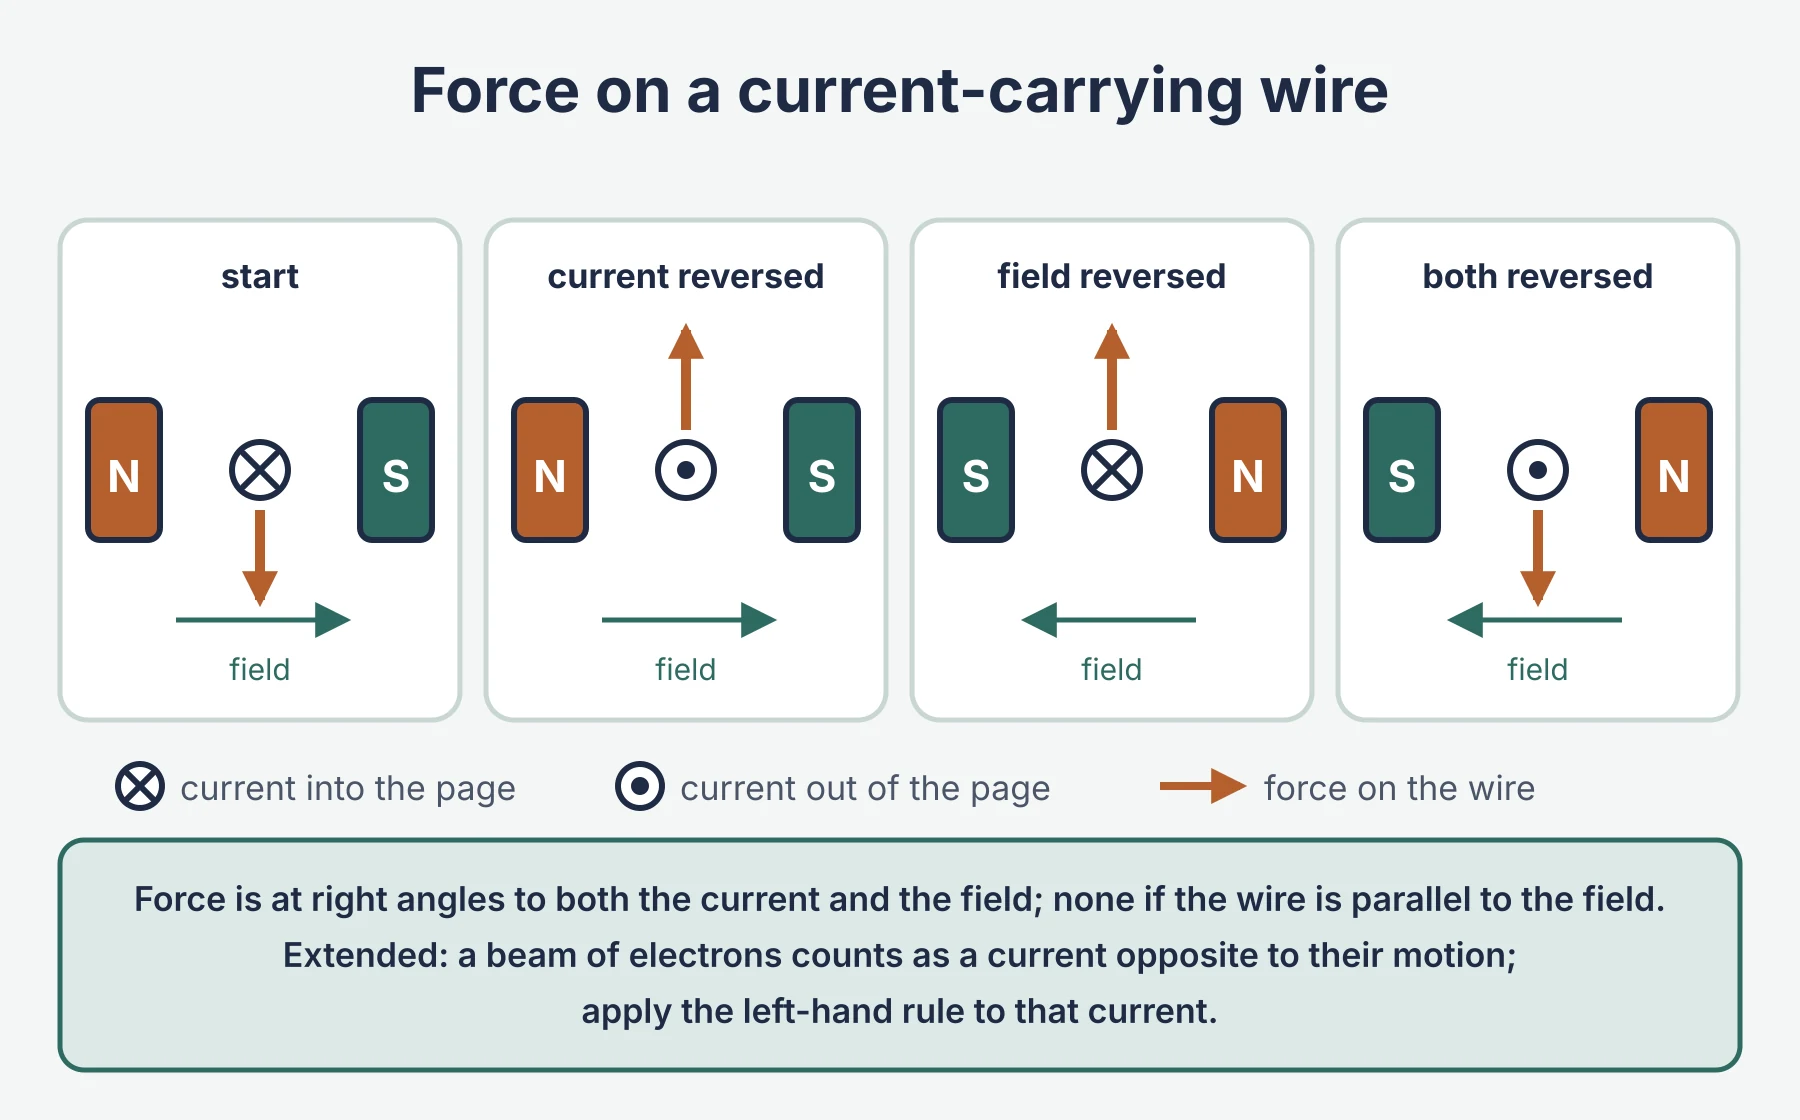 Force on a current-carrying wire
start
N
S
field
current reversed
N
S
field
field reversed
S
N
field
both reversed
S
N
field
current into the page
current out of the page
force on the wire
Force is at right angles to both the current and the field; none if the wire is parallel to the field.
Extended: a beam of electrons counts as a current opposite to their motion;
apply the left-hand rule to that current.